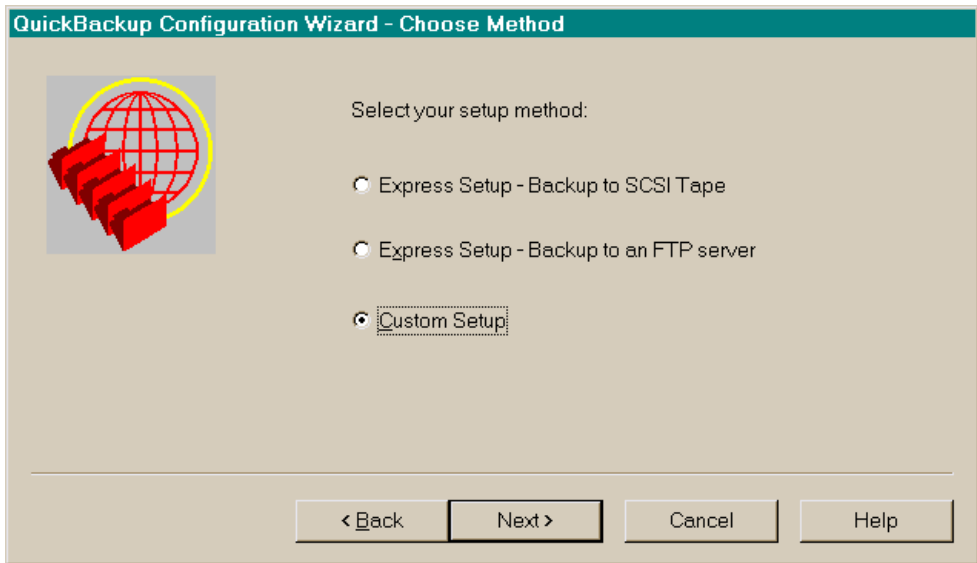 QuickBackup Configuration Wizard - Choose Method
Select your setup method:
Express Setup - Backup to SCSI Tape
Express Setup - Backup to an FTP server
Custom Setup
< Back
Next >
Cancel
Help